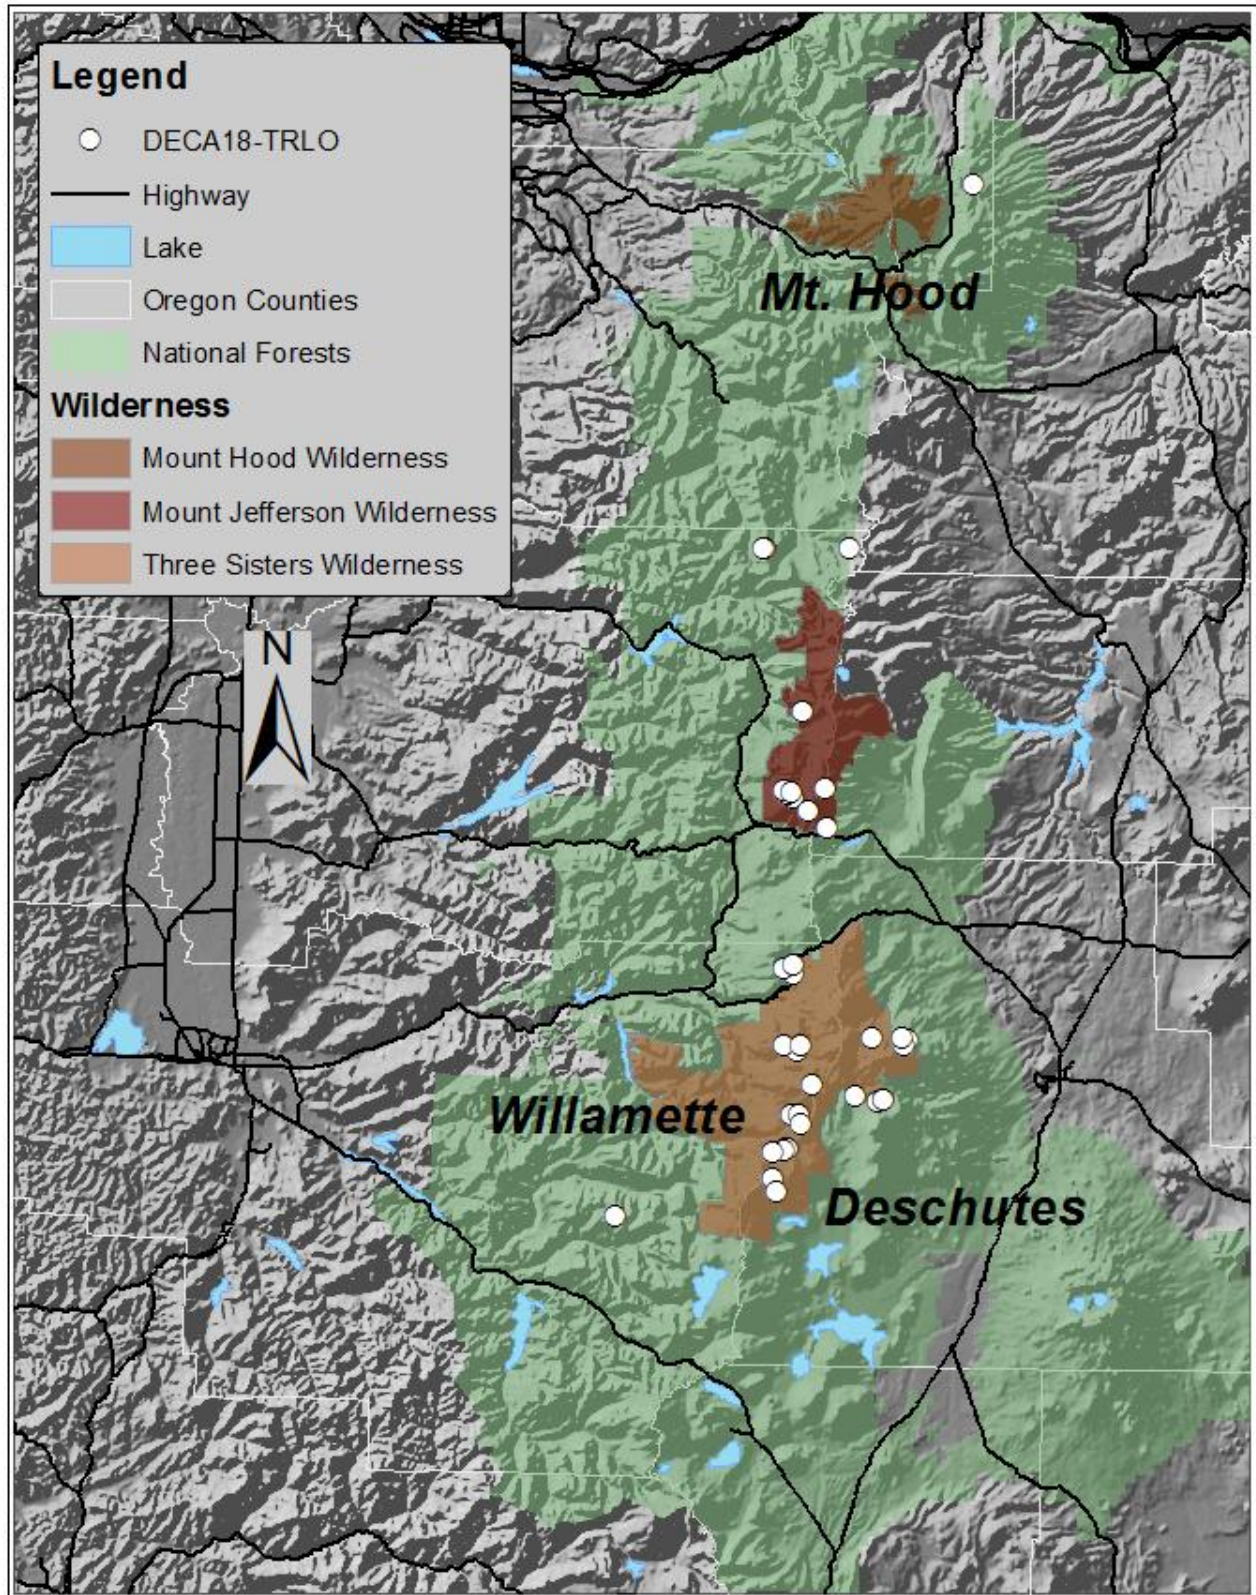 Legend
DECA18-TRLO
Highway
Lake
Oregon Counties
National Forests
Wilderness
Mount Hood Wilderness
Mount Jefferson Wilderness
Three Sisters Wilderness
N
Mt. Hood
Willamette
Deschutes